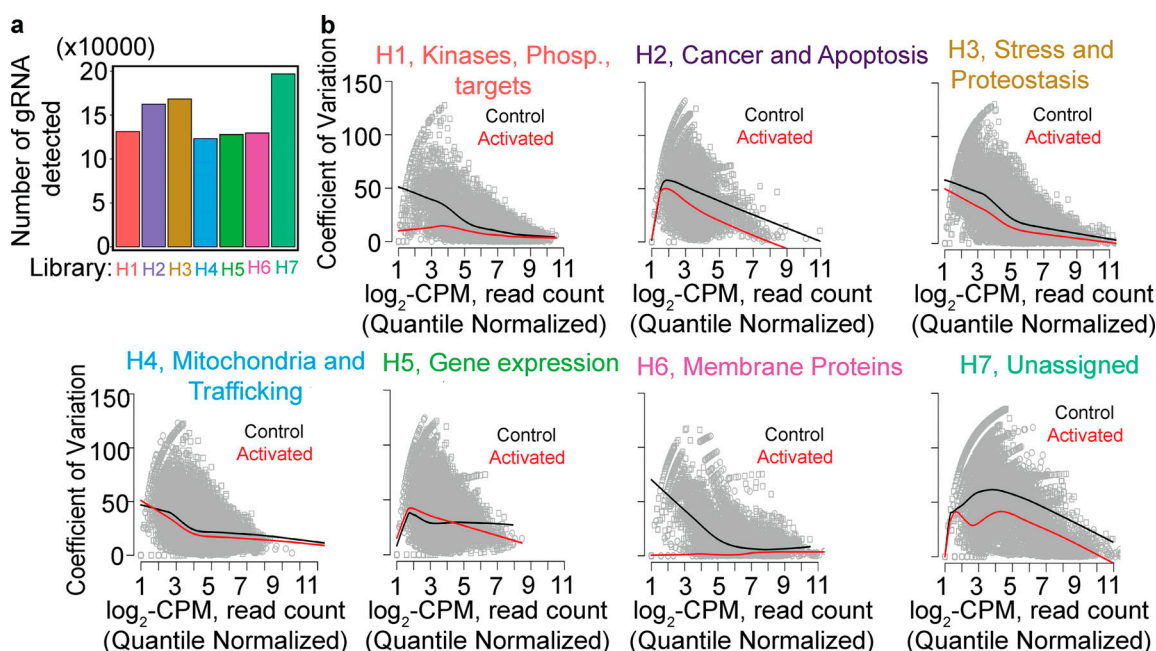 a
(x10000)
Number of gRNA
detected
20
15
10
5
0
Library: H1 H2 H3 H4 H5 H6 H7
b
H1, Kinases, Phosp.,
targets
Coefficient of Variation
150
100
50
0
Control
Activated
1 3 5 7 9 11
log2-CPM, read count
(Quantile Normalized)
H2, Cancer and Apoptosis
Control
Activated
1 3 5 7 9 11
log2-CPM, read count
(Quantile Normalized)
H3, Stress and
Proteostasis
Control
Activated
1 3 5 7 9 11
log2-CPM, read count
(Quantile Normalized)
H4, Mitochondria and
Trafficking
Coefficient of Variation
150
100
50
0
Control
Activated
1 3 5 7 9 11
log2-CPM, read count
(Quantile Normalized)
H5, Gene expression
Control
Activated
1 3 5 7 9 11
log2-CPM, read count
(Quantile Normalized)
H6, Membrane Proteins
Control
Activated
1 3 5 7 9 11
log2-CPM, read count
(Quantile Normalized)
H7, Unassigned
Control
Activated
1 3 5 7 9 11
log2-CPM, read count
(Quantile Normalized)